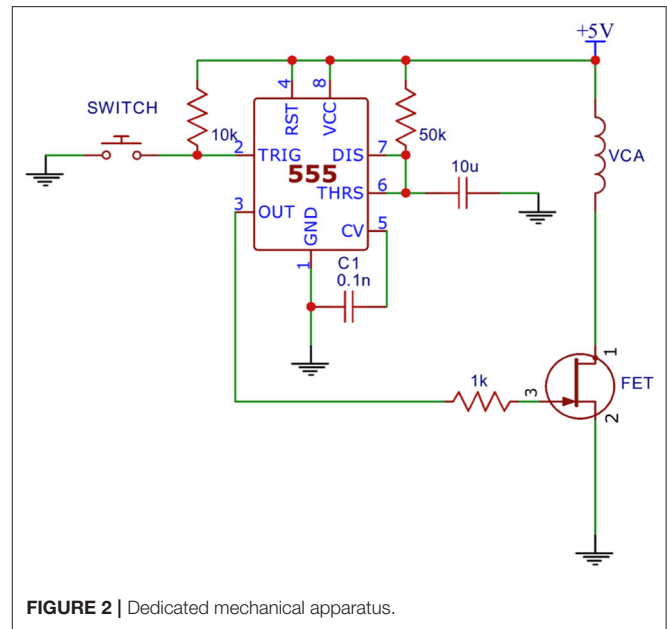 +5V
SWITCH
10k
4
8
RST
VCC
50k
VCA
2
TRIG
DIS
7
555
THRS
6
10u
3
OUT
GND
CV
5
1
C1
0.1n
1k
3
1
FET
2
FIGURE 2 | Dedicated mechanical apparatus.